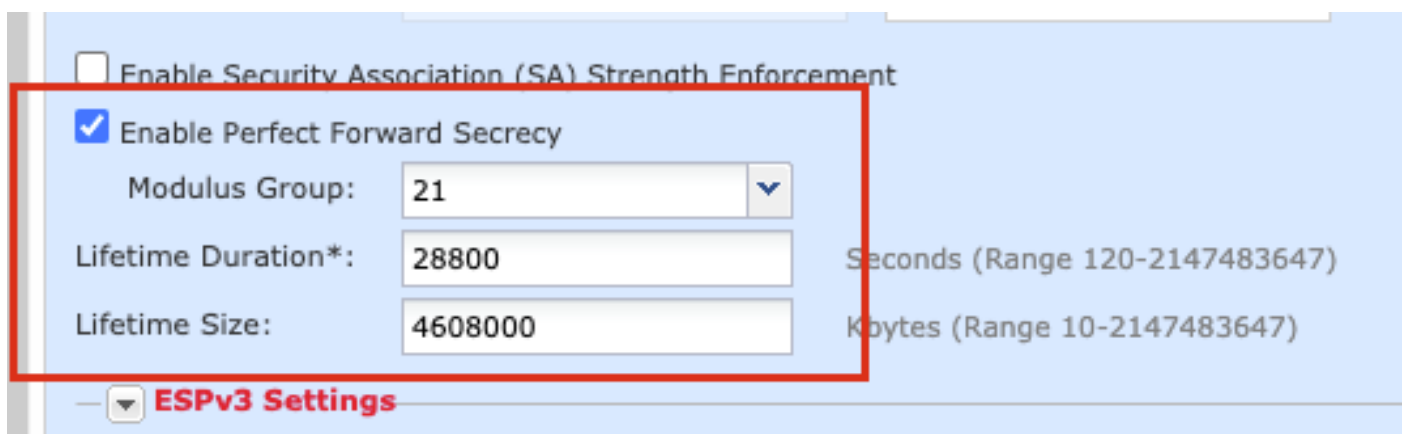 Enable Security Association (SA) Strength Enforcement
Enable Perfect Forward Secrecy
Modulus Group: 21
Lifetime Duration*: 28800 Seconds (Range 120-2147483647)
Lifetime Size: 4608000 Kbytes (Range 10-2147483647)
ESPv3 Settings